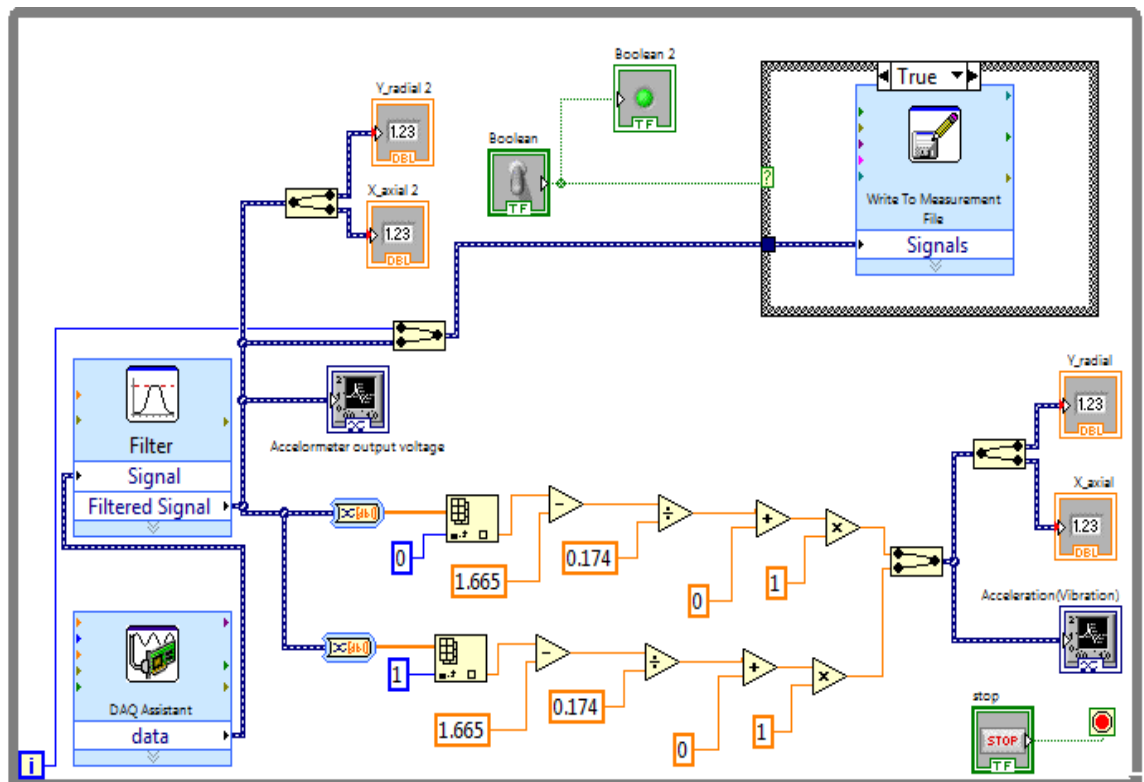 Boolean 2
True
Y_radial 2
1.23
DBL
TF
Boolean
TF
?
Write To Measurement
File
Signals
X_axial 2
1.23
DBL
Filter
Signal
Filtered Signal
Accelormeter output voltage
Y_radial
1.23
DBL
X_axial
1.23
DBL
0
1.665
0.174
0
1
Acceleration(Vibration)
1
1.665
0.174
0
1
DAQ Assistant
data
stop
STOP
TF
i